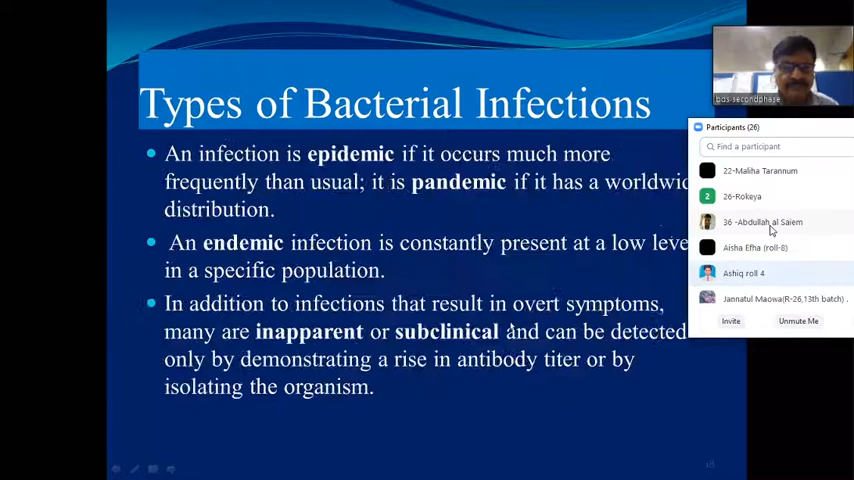 Types of Bacterial Infections
An infection is epidemic if it occurs much more
frequently than usual; it is pandemic if it has a worldwid
distribution.
An endemic infection is constantly present at a low leve
in a specific population.
In addition to infections that result in overt symptoms,
many are inapparent or subclinical and can be detected
only by demonstrating a rise in antibody titer or by
isolating the organism.
18
bas-secondphase
Participants (26)
Find a participant
22-Maliha Tarannum
2
26-Rokeya
36 -Abdullah al Saiem
Aisha Efha (roll-8)
Ashiq roll 4
Jannatul Maowa(R-26,13th batch) .
Invite
Unmute Me